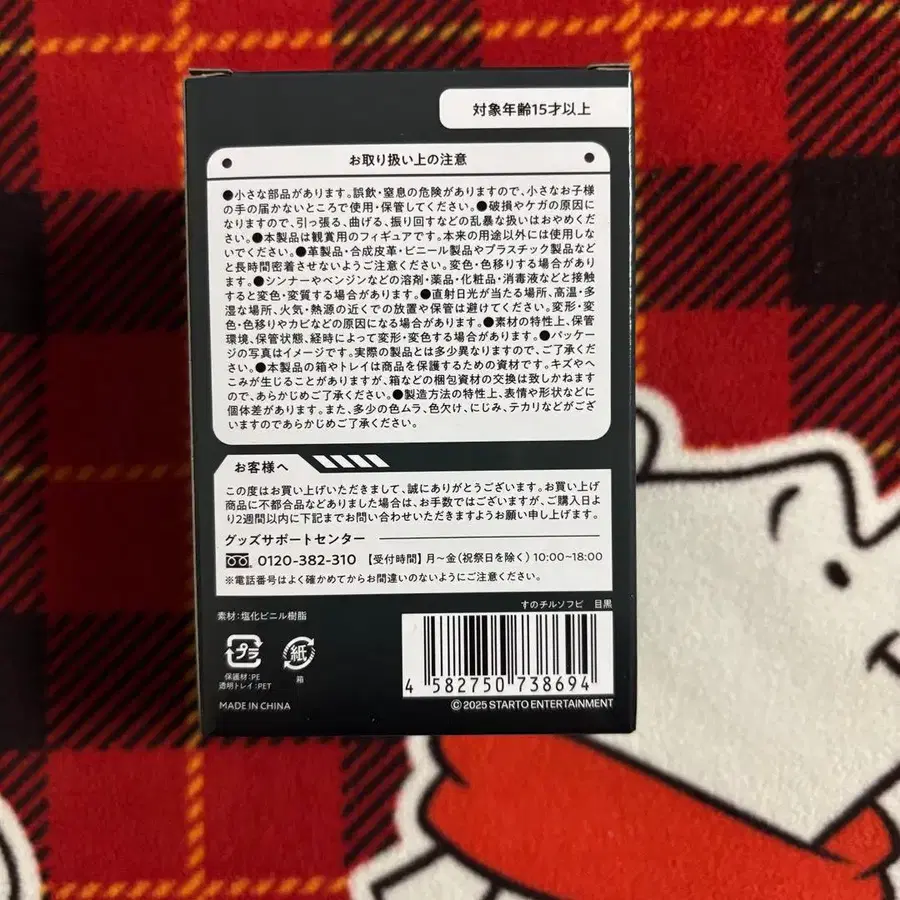 対象年齢15才以上
お取り扱い上の注意
●小さな部品があります。誤飲・窒息の危険がありますので、小さなお子様
の手の届かないところで使用・保管してください。●破損やケガの原因に
なりますので、引っ張る、曲げる、振り回すなどの乱暴な扱いはおやめくだ
さい。●本製品は観賞用のフィギュアです。本来の用途以外には使用し
ないでください。●革製品・合成皮革・ビニール製品やプラスチック製品など
と長時間密着させないようご注意ください。変色・色移りする場合があり
ます。●シンナーやベンジンなどの溶剤・薬品・化粧品・消毒液などと接触
すると変色・変質する場合があります。●直射日光が当たる場所、高温・多
湿な場所、火気・熱源の近くでの放置や保管は避けてください。変形・変
色・色移りやカビなどの原因になる場合があります。●素材の特性上、保管
環境、保管状態、経時によって変形・変色する場合があります。●パッケー
ジの写真はイメージです。実際の製品とは多少異なりますので、ご了承くだ
さい。●本製品の箱やトレイは商品を保護するための資材です。キズやへ
こみが生じることがありますが、箱などの梱包資材の交換は致しかねます
ので、あらかじめご了承ください。●製造方法の特性上、表情や形状などに
個体差があります。また、多少の色ムラ、色欠け、にじみ、テカリなどがござ
いますのであらかじめご了承ください。
お客様へ
この度はお買い上げいただきまして、誠にありがとうございます。お買い上げ
商品に不都合品などありました場合は、お手数ではございますが、ご購入日よ
り2週間以内に下記までお問い合わせいただきますようお願い申し上げます。
グッズサポートセンター
0120-382-310 【受付時間】月〜金(祝祭日を除く) 10:00~18:00
※電話番号はよく確かめてからお間違いのないようにご注意ください。
素材:塩化ビニル樹脂
すのチルソフビ 目黒
プラ
紙
保護材:PE
透明トレイ:PET
箱
4 582750 738694
MADE IN CHINA
©2025 STARTO ENTERTAINMENT